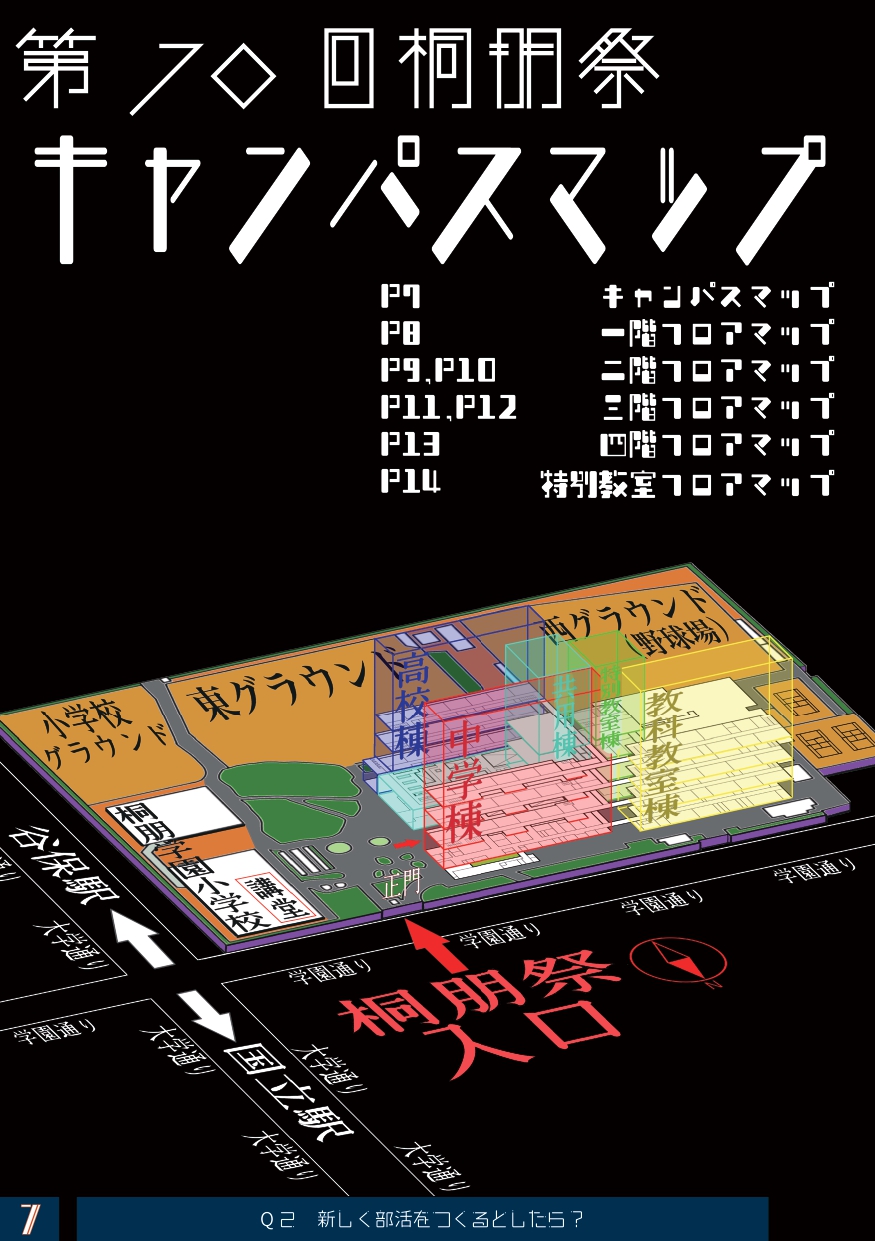 第70回桐朋祭
キャンパスマップ
P7 キャンパスマップ
P8 一階フロアマップ
P9,P10 二階フロアマップ
P11,P12 三階フロアマップ
P13 四階フロアマップ
P14 特別教室フロアマップ
西グラウンド
(野球場)
東グラウンド
小学校
グラウンド
高校棟
共用棟
特別教室棟
中学棟
教科教室棟
桐朋
学園
小学校
講堂
正門
谷保駅
大学通り
学園通り
学園通り
学園通り
学園通り
桐朋祭
入口
N
学園通り
大学通り
国立駅
大学通り
大学通り
大学通り
7
Q2 新しく部活をつくるとしたら?